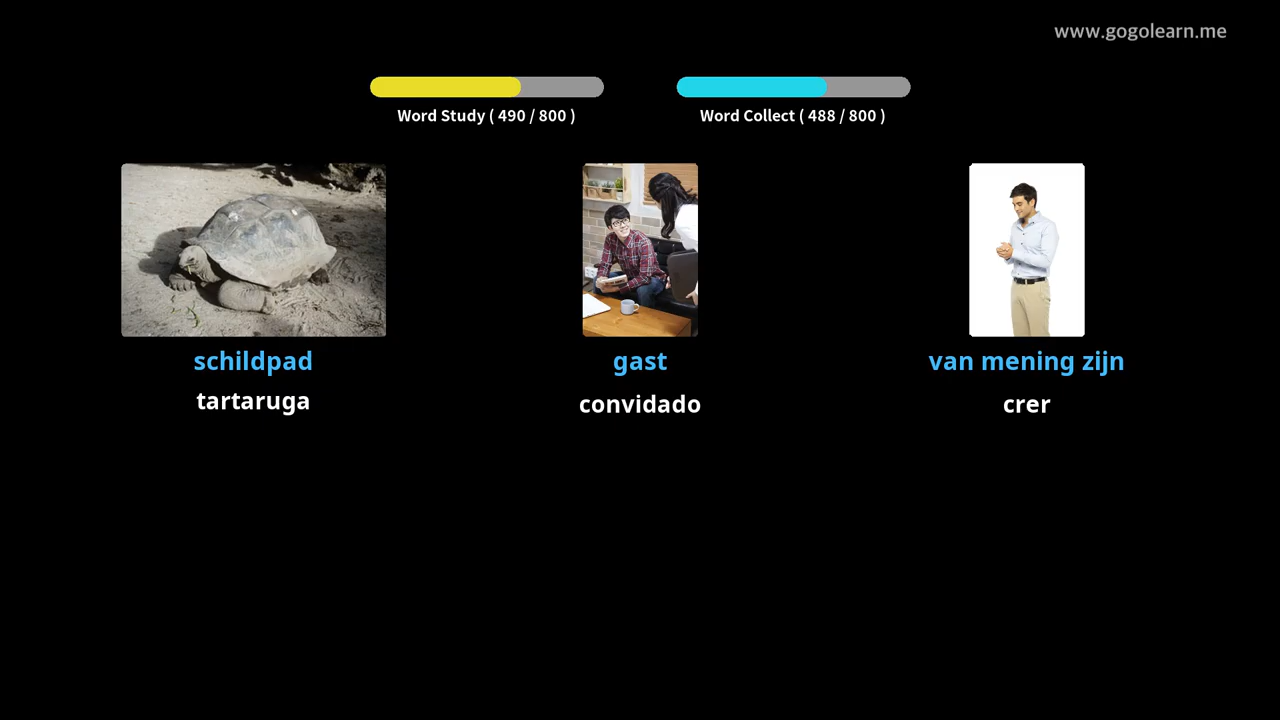 www.gogolearn.me
Word Study ( 490 / 800 )
Word Collect ( 488 / 800 )
schildpad
tartaruga
gast
convidado
van mening zijn
crer